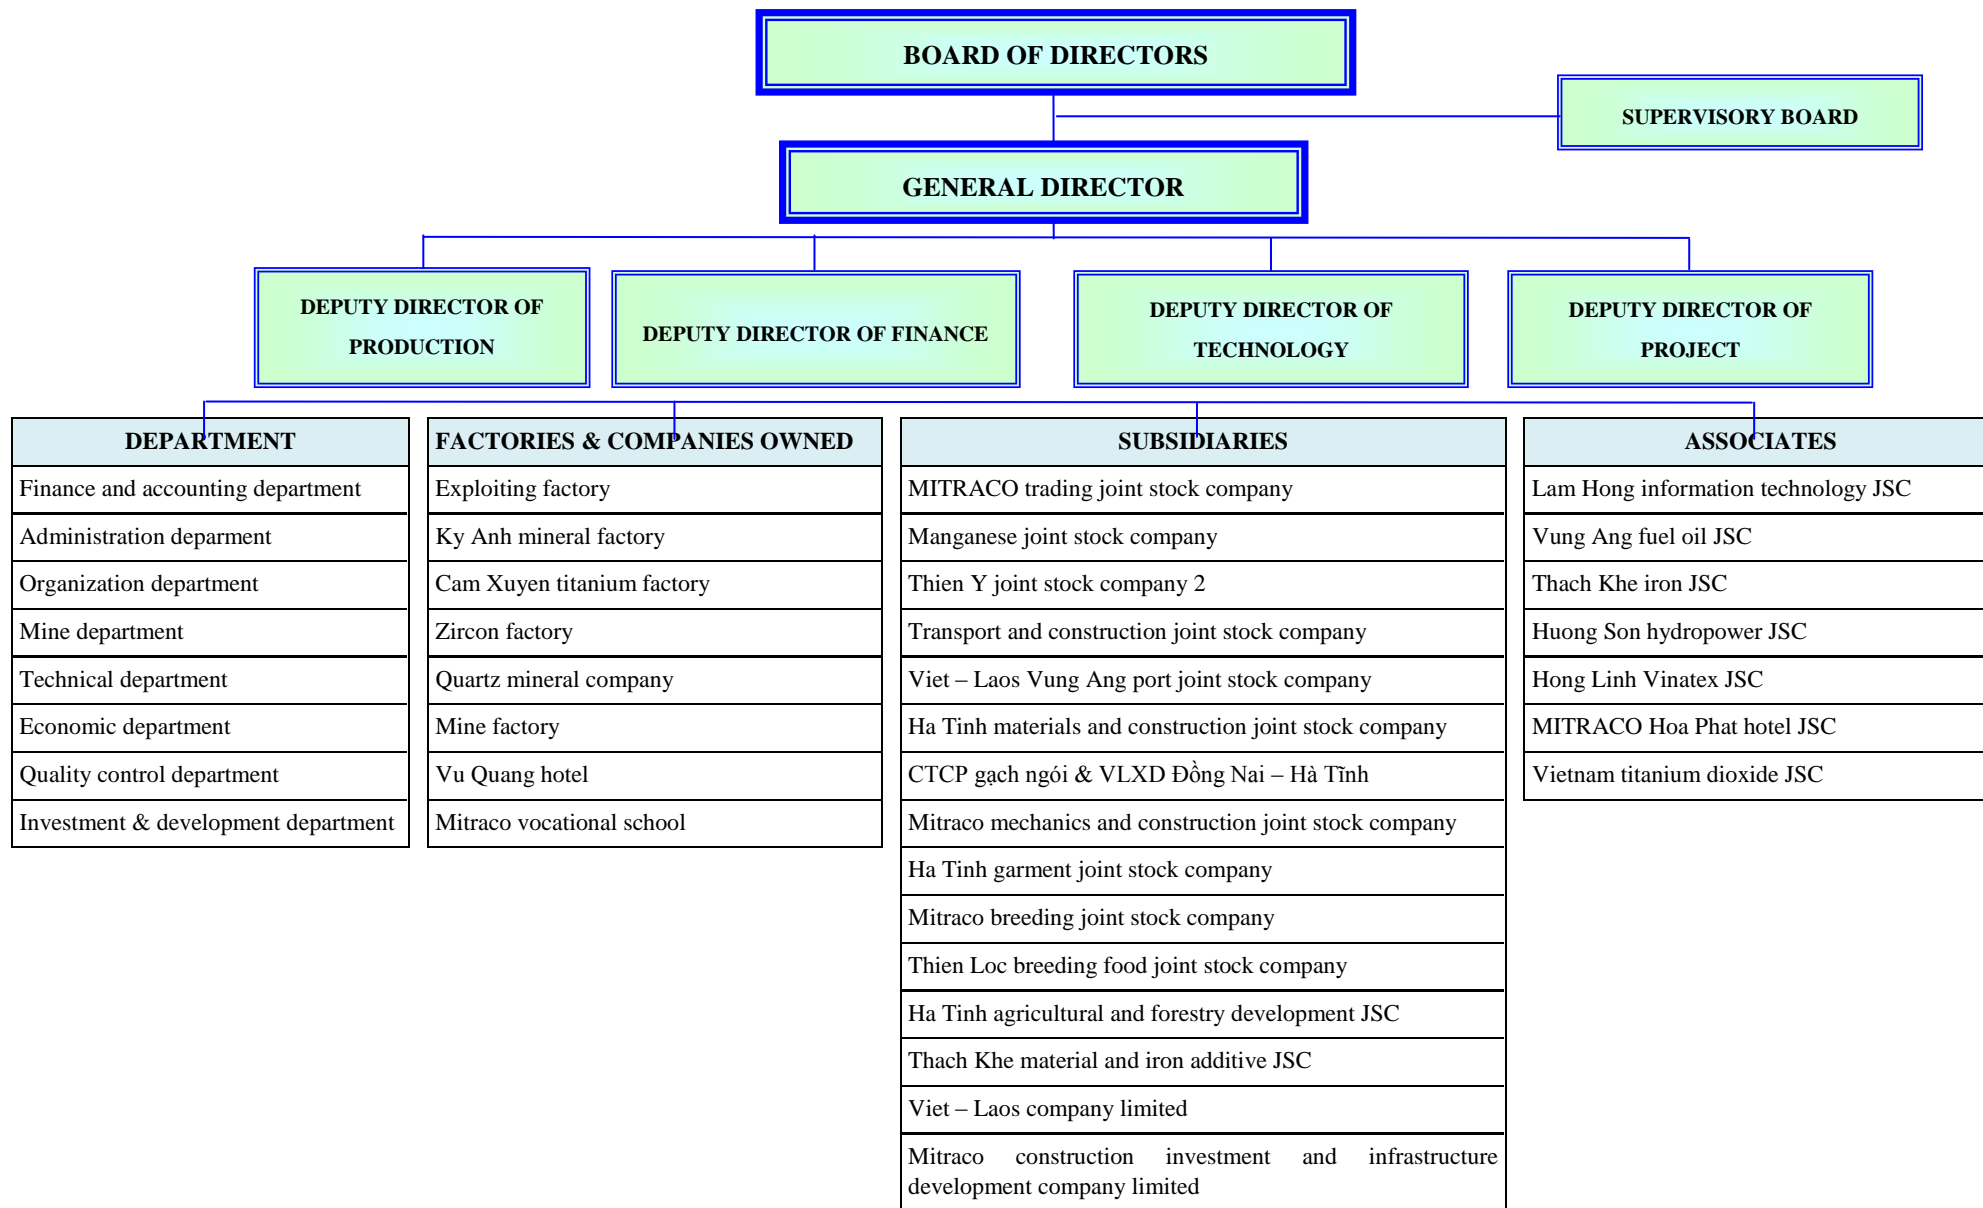 BOARD OF DIRECTORS
SUPERVISORY BOARD
GENERAL DIRECTOR
DEPUTY DIRECTOR OF
PRODUCTION
DEPUTY DIRECTOR OF FINANCE
DEPUTY DIRECTOR OF
TECHNOLOGY
DEPUTY DIRECTOR OF
PROJECT
DEPARTMENT
Finance and accounting department
Administration deparment
Organization department
Mine department
Technical department
Economic department
Quality control department
Investment & development department
FACTORIES & COMPANIES OWNED
Exploiting factory
Ky Anh mineral factory
Cam Xuyen titanium factory
Zircon factory
Quartz mineral company
Mine factory
Vu Quang hotel
Mitraco vocational school
SUBSIDIARIES
MITRACO trading joint stock company
Manganese joint stock company
Thien Y joint stock company 2
Transport and construction joint stock company
Viet – Laos Vung Ang port joint stock company
Ha Tinh materials and construction joint stock company
CTCP gạch ngói & VLXD Đồng Nai – Hà Tĩnh
Mitraco mechanics and construction joint stock company
Ha Tinh garment joint stock company
Mitraco breeding joint stock company
Thien Loc breeding food joint stock company
Ha Tinh agricultural and forestry development JSC
Thach Khe material and iron additive JSC
Viet – Laos company limited
Mitraco construction investment and infrastructure
development company limited
ASSOCIATES
Lam Hong information technology JSC
Vung Ang fuel oil JSC
Thach Khe iron JSC
Huong Son hydropower JSC
Hong Linh Vinatex JSC
MITRACO Hoa Phat hotel JSC
Vietnam titanium dioxide JSC